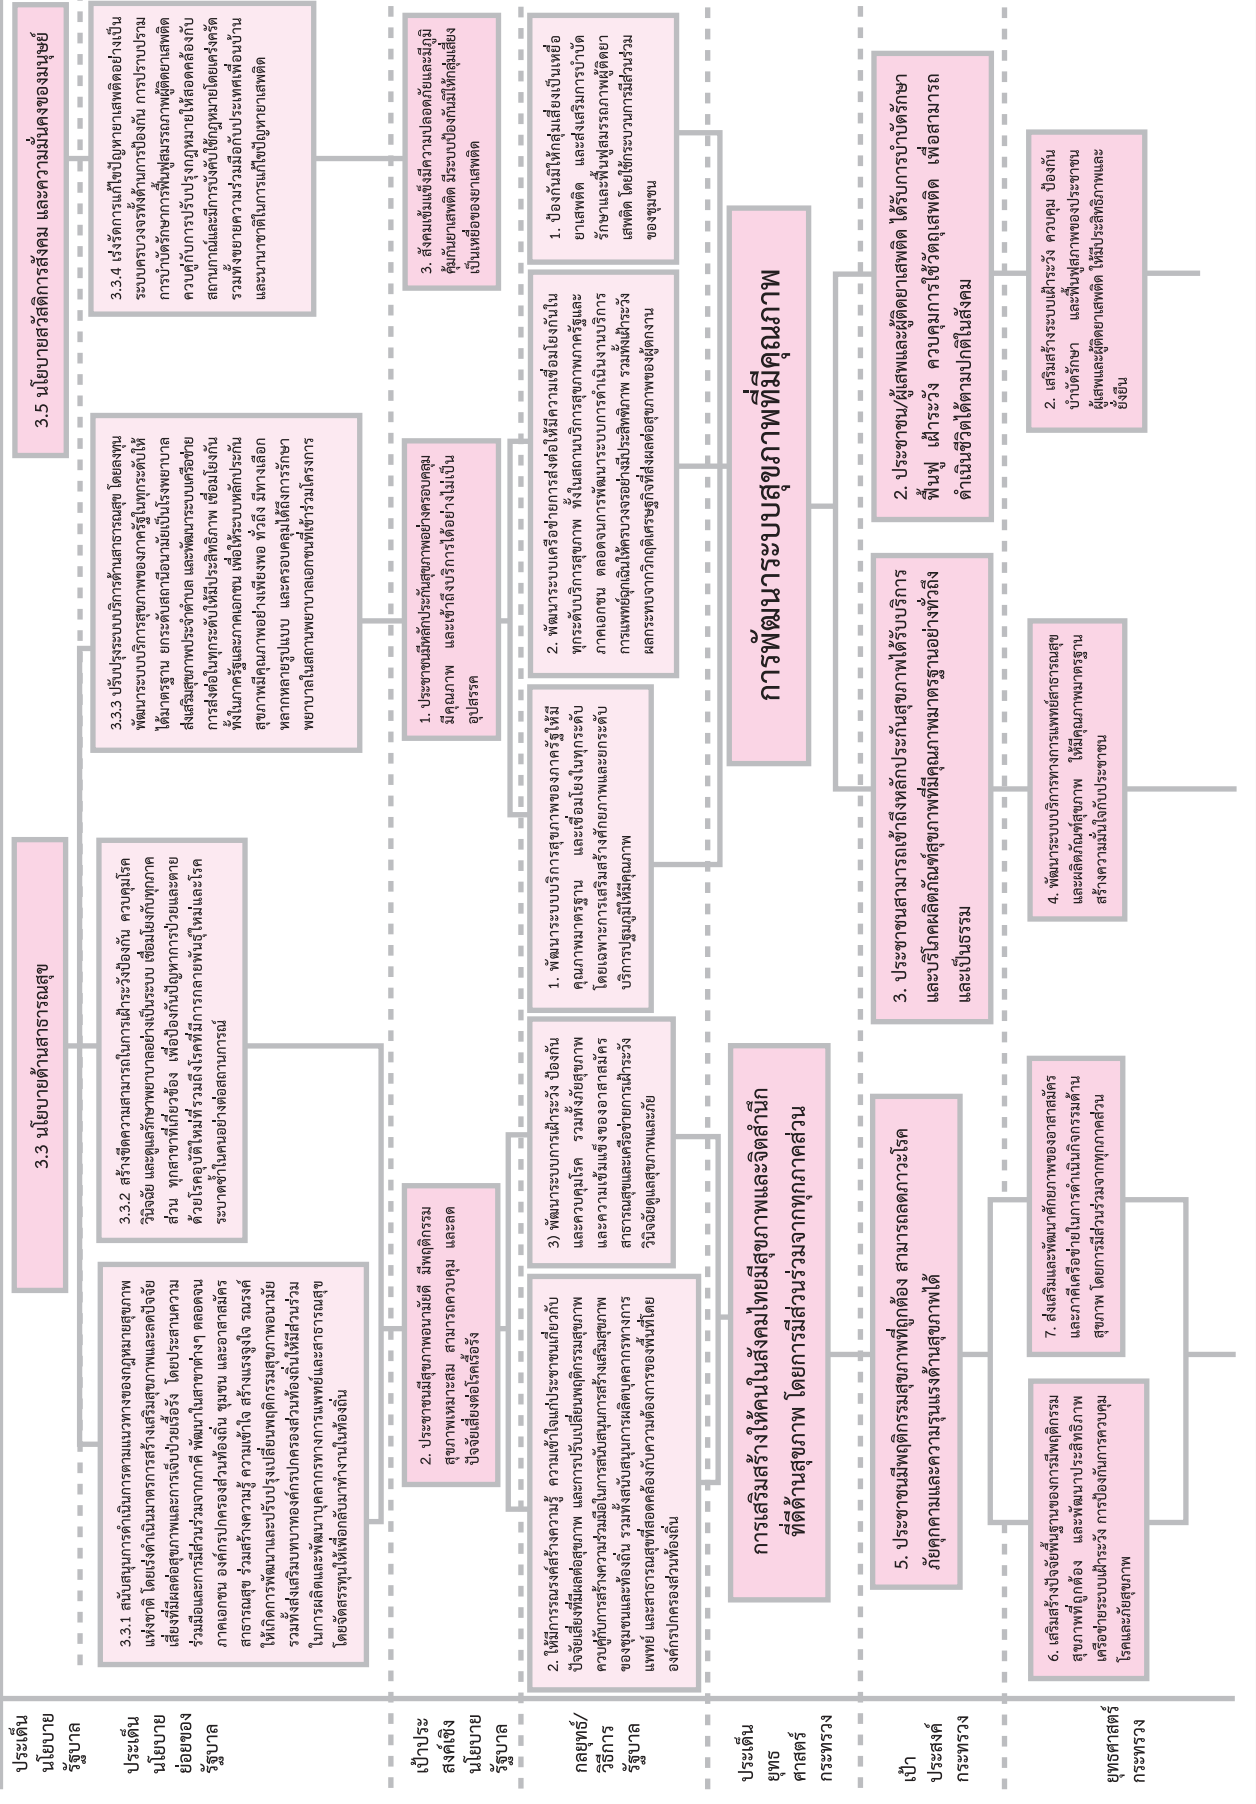 ประเด็น
นโยบาย
รัฐบาล
3.3 นโยบายด้านสาธารณสุข
3.5 นโยบายสวัสดิการสังคม และความมั่นคงของมนุษย์
ประเด็น
นโยบาย
ย่อยของ
รัฐบาล
3.3.1 สนับสนุนการดำเนินการตามแนวทางของกฎหมายสุขภาพ
แห่งชาติ โดยเร่งดำเนินมาตรการสร้างเสริมสุขภาพและลดปัจจัย
เสี่ยงที่มีผลต่อสุขภาพและการเจ็บป่วยเรื้อรัง โดยประสานความ
ร่วมมือและการมีส่วนร่วมจากภาคี พัฒนาในสาขาต่างๆ ตลอดจน
ภาคเอกชน องค์กรปกครองส่วนท้องถิ่น ชุมชน และอาสาสมัคร
สาธารณสุข ร่วมสร้างความรู้ ความเข้าใจ สร้างแรงจูงใจ รณรงค์
ให้เกิดการพัฒนาและปรับปรุงเปลี่ยนพฤติกรรมสุขภาพอนามัย
รวมทั้งส่งเสริมบทบาทองค์กรปกครองส่วนท้องถิ่นให้มีส่วนร่วม
ในการผลิตและพัฒนาบุคลากรทางการแพทย์และสาธารณสุข
โดยจัดสรรทุนให้เพื่อกลับมาทำงานในท้องถิ่น
3.3.2 สร้างขีดความสามารถในการเฝ้าระวังป้องกัน ควบคุมโรค
วินิจฉัย และดูแลรักษาพยาบาลอย่างเป็นระบบ เชื่อมโยงกับทุกภาค
ส่วน ทุกสาขาที่เกี่ยวข้อง เพื่อป้องกันปัญหาการป่วยและตาย
ด้วยโรคอุบัติใหม่ที่รวมถึงโรคที่มีการกลายพันธุ์ใหม่และโรค
ระบาดซ้ำในคนอย่างต่อสถานการณ์
3.3.3 ปรับปรุงระบบบริการด้านสาธารณสุข โดยลงทุน
พัฒนาระบบบริการสุขภาพของภาครัฐในทุกระดับให้
ได้มาตรฐาน ยกระดับสถานีอนามัยเป็นโรงพยาบาล
ส่งเสริมสุขภาพประจำตำบล และพัฒนาระบบเครือข่าย
การส่งต่อในทุกระดับให้มีประสิทธิภาพ เชื่อมโยงกัน
ทั้งในภาครัฐและภาคเอกชน เพื่อให้ระบบหลักประกัน
สุขภาพมีคุณภาพอย่างเพียงพอ ทั่วถึง มีทางเลือก
หลากหลายรูปแบบ และครอบคลุมได้ถึงการรักษา
พยาบาลในสถานพยาบาลเอกชนที่เข้าร่วมโครงการ
3.3.4 เร่งรัดการแก้ไขปัญหายาเสพติดอย่างเป็น
ระบบครบวงจรทั้งด้านการป้องกัน การปราบปราม
การบำบัดรักษาการฟื้นฟูสมรรถภาพผู้ติดยาเสพติด
ควบคู่กับการปรับปรุงกฎหมายให้สอดคล้องกับ
สถานการณ์และมีการบังคับใช้กฎหมายโดยเคร่งครัด
รวมทั้งขยายความร่วมมือกับประเทศเพื่อนบ้าน
และนานาชาติในการแก้ไขปัญหายาเสพติด
เป้าประ
สงค์เชิง
นโยบาย
รัฐบาล
2. ประชาชนมีสุขภาพอนามัยดี มีพฤติกรรม
สุขภาพเหมาะสม สามารถควบคุม และลด
ปัจจัยเสี่ยงต่อโรคเรื้อรัง
1. ประชาชนมีหลักประกันสุขภาพอย่างครอบคลุม
มีคุณภาพ และเข้าถึงบริการได้อย่างไม่เป็น
อุปสรรค
3. สังคมเข้มแข็งมีความปลอดภัยและมีภูมิ
คุ้มกันยาเสพติด มีระบบป้องกันมิให้กลุ่มเสี่ยง
เป็นเหยื่อของยาเสพติด
กลยุทธ์/
วิธีการ
รัฐบาล
2. ให้มีการรณรงค์สร้างความรู้ ความเข้าใจแก่ประชาชนเกี่ยวกับ
ปัจจัยเสี่ยงที่มีผลต่อสุขภาพ และการปรับเปลี่ยนพฤติกรรมสุขภาพ
ควบคู่กับการสร้างความร่วมมือในการสนับสนุนการสร้างเสริมสุขภาพ
ของชุมชนและท้องถิ่น รวมทั้งสนับสนุนการผลิตบุคลากรทางการ
แพทย์ และสาธารณสุขที่สอดคล้องกับความต้องการของพื้นที่โดย
องค์กรปกครองส่วนท้องถิ่น
3) พัฒนาระบบการเฝ้าระวัง ป้องกัน
และควบคุมโรค รวมทั้งภัยสุขภาพ
และความเข้มแข็งของอาสาสมัคร
สาธารณสุขและเครือข่ายการเฝ้าระวัง
วินิจฉัยดูแลสุขภาพและภัย
1. พัฒนาระบบบริการสุขภาพของภาครัฐให้มี
คุณภาพมาตรฐาน และเชื่อมโยงในทุกระดับ
โดยเฉพาะการเสริมสร้างศักยภาพและยกระดับ
บริการปฐมภูมิให้มีคุณภาพ
2. พัฒนาระบบเครือข่ายการส่งต่อให้มีความเชื่อมโยงกันใน
ทุกระดับบริการสุขภาพ ทั้งในสถานบริการสุขภาพภาครัฐและ
ภาคเอกชน ตลอดจนการพัฒนาระบบการดำเนินงานบริการ
การแพทย์ฉุกเฉินให้ครบวงจรอย่างมีประสิทธิภาพ รวมทั้งเฝ้าระวัง
ผลกระทบจากวิกฤติเศรษฐกิจที่ส่งผลต่อสุขภาพของผู้ตกงาน
1. ป้องกันมิให้กลุ่มเสี่ยงเป็นเหยื่อ
ยาเสพติด และส่งเสริมการบำบัด
รักษาและฟื้นฟูสมรรถภาพผู้ติดยา
เสพติด โดยใช้กระบวนการมีส่วนร่วม
ของชุมชน
ประเด็น
ยุทธ
ศาสตร์
กระทรวง
การเสริมสร้างให้คนในสังคมไทยมีสุขภาพและจิตสำนึก
ที่ดีด้านสุขภาพ โดยการมีส่วนร่วมจากทุกภาคส่วน
การพัฒนาระบบสุขภาพที่มีคุณภาพ
เป้า
ประสงค์
กระทรวง
5. ประชาชนมีพฤติกรรมสุขภาพที่ถูกต้อง สามารถลดภาวะโรค
ภัยคุกคามและความรุนแรงด้านสุขภาพได้
3. ประชาชนสามารถเข้าถึงหลักประกันสุขภาพได้รับบริการ
และบริโภคผลิตภัณฑ์สุขภาพที่มีคุณภาพมาตรฐานอย่างทั่วถึง
และเป็นธรรม
2. ประชาชน/ผู้เสพและผู้ติดยาเสพติด ได้รับการบำบัดรักษา
ฟื้นฟู เฝ้าระวัง ควบคุมการใช้วัตถุเสพติด เพื่อสามารถ
ดำเนินชีวิตได้ตามปกติในสังคม
ยุทธศาสตร์
กระทรวง
6. เสริมสร้างปัจจัยพื้นฐานของการมีพฤติกรรม
สุขภาพที่ถูกต้อง และพัฒนาประสิทธิภาพ
เครือข่ายระบบเฝ้าระวัง การป้องกันการควบคุม
โรคและภัยสุขภาพ
7. ส่งเสริมและพัฒนาศักยภาพของอาสาสมัคร
และภาคีเครือข่ายในการดำเนินกิจกรรมด้าน
สุขภาพ โดยการมีส่วนร่วมจากทุกภาคส่วน
4. พัฒนาระบบบริการทางการแพทย์สาธารณสุข
และผลิตภัณฑ์สุขภาพ ให้มีคุณภาพมาตรฐาน
สร้างความมั่นใจกับประชาชน
2. เสริมสร้างระบบเฝ้าระวัง ควบคุม ป้องกัน
บำบัดรักษา และฟื้นฟูสภาพของประชาชน
ผู้เสพและผู้ติดยาเสพติด ให้มีประสิทธิภาพและ
ยั่งยืน